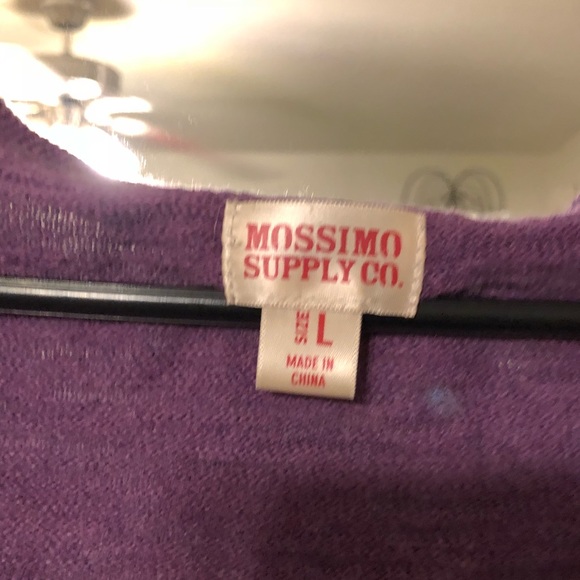 MOSSIMO
SUPPLY CO.
SIZE L
MADE IN
CHINA